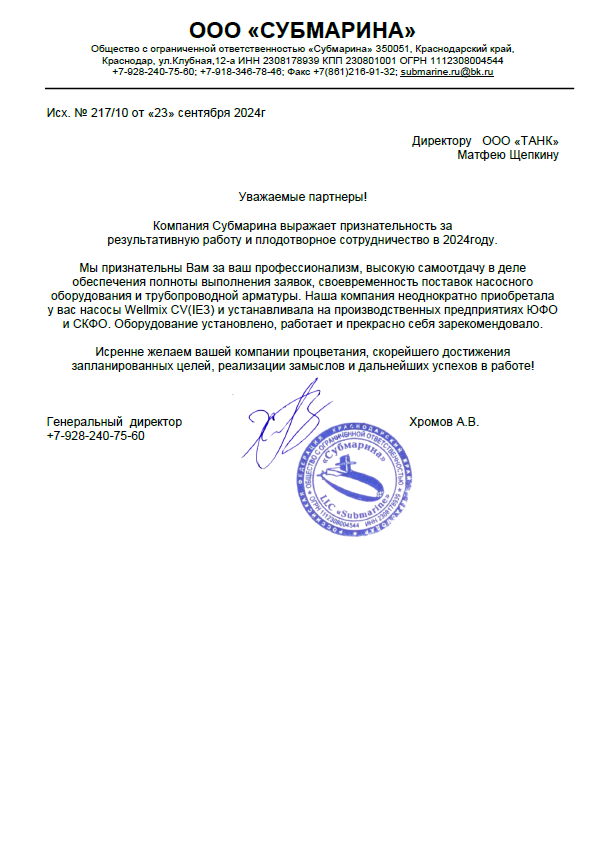 ООО «СУБМАРИНА»
Общество с ограниченной ответственностью «Субмарина» 350051, Краснодарский край,
Краснодар, ул.Клубная,12-а ИНН 2308178939 КПП 230801001 ОГРН 1112308004544
+7-928-240-75-60; +7-918-346-78-46; Факс +7(861)216-91-32; submarine.ru@bk.ru
Исх. № 217/10 от «23» сентября 2024г
Директору ООО «ТАНК»
Матфею Щепкину
Уважаемые партнеры!
Компания Субмарина выражает признательность за
результативную работу и плодотворное сотрудничество в 2024году.
Мы признательны Вам за ваш профессионализм, высокую самоотдачу в деле
обеспечения полноты выполнения заявок, своевременность поставок насосного
оборудования и трубопроводной арматуры. Наша компания неоднократно приобретала
у вас насосы Wellmix CV(IE3) и устанавливала на производственных предприятиях ЮФО
и СКФО. Оборудование установлено, работает и прекрасно себя зарекомендовало.
Исренне желаем вашей компании процветания, скорейшего достижения
запланированных целей, реализации замыслов и дальнейших успехов в работе!
Генеральный директор Хромов А.В.
+7-928-240-75-60
РОССИЙСКАЯ ФЕДЕРАЦИЯ КРАСНОДАРСКИЙ КРАЙ
ОБЩЕСТВО С ОГРАНИЧЕННОЙ ОТВЕТСТВЕННОСТЬЮ
«Субмарина»
LLC «Submarine»
ОГРН 1112308004544